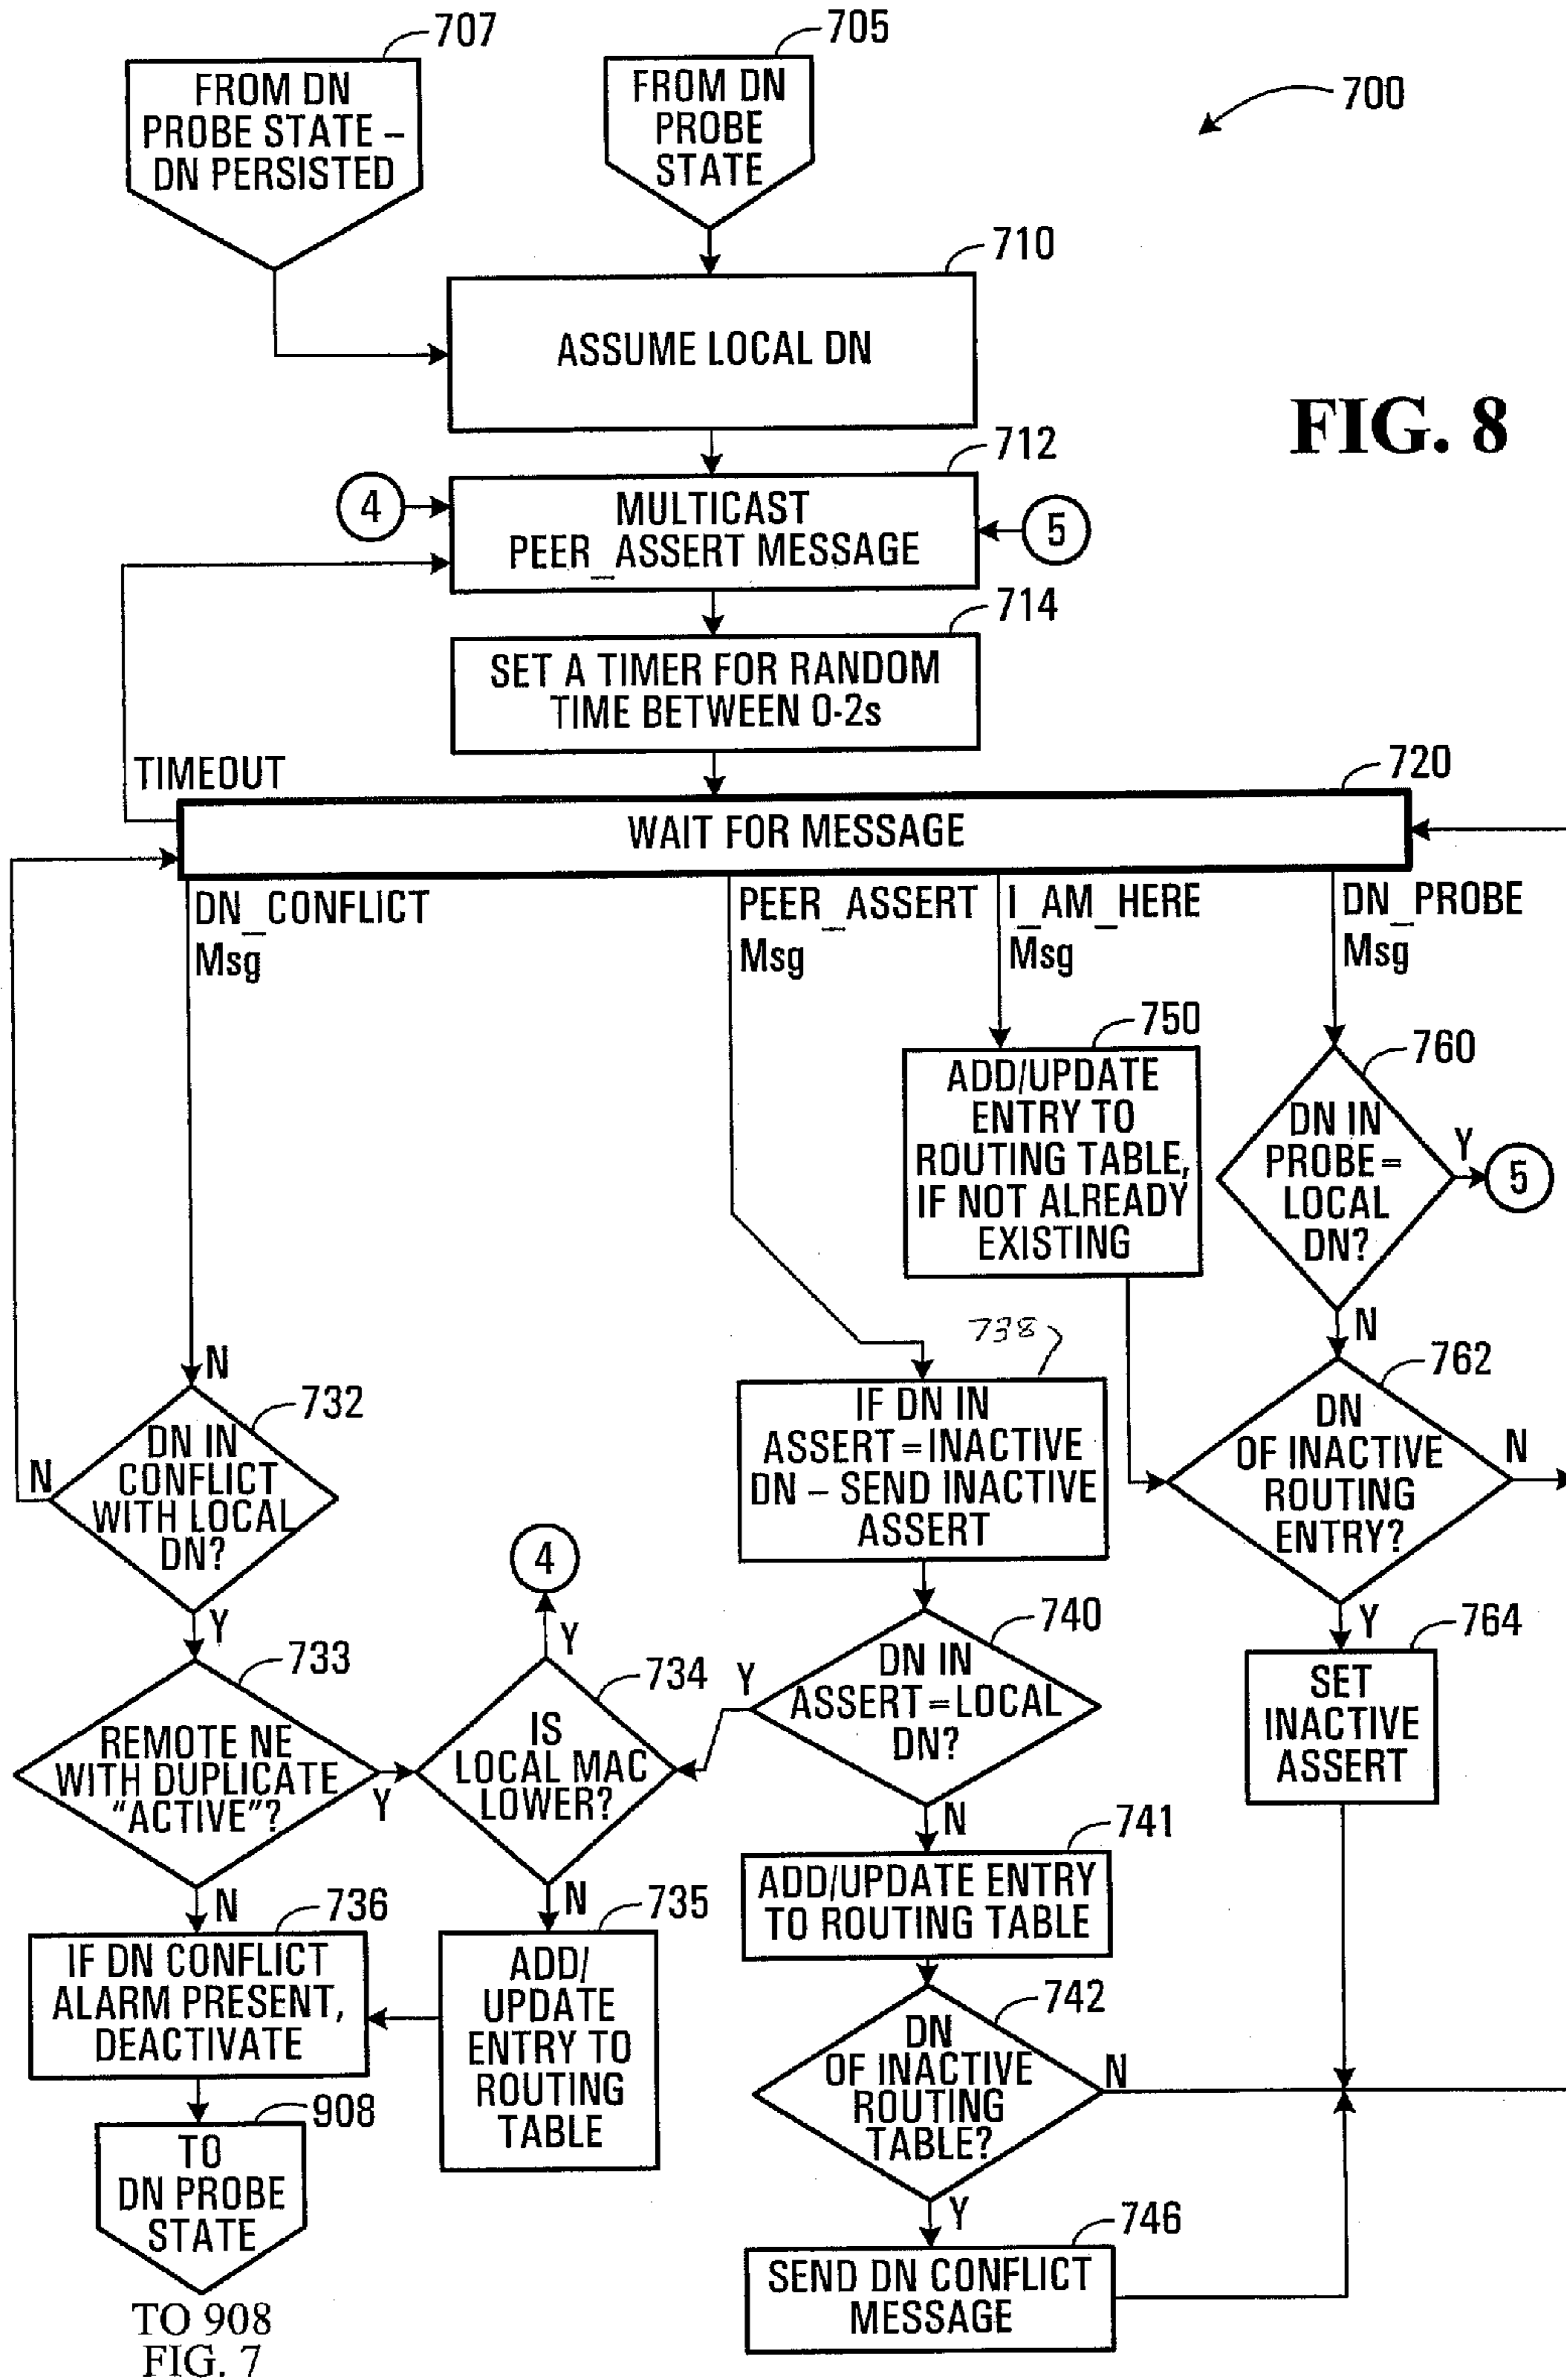 707
FROM DN
PROBE STATE –
DN PERSISTED
705
FROM DN
PROBE
STATE
700
710
ASSUME LOCAL DN
FIG. 8
712
4
MULTICAST
PEER_ASSERT MESSAGE
5
714
SET A TIMER FOR RANDOM
TIME BETWEEN 0-2s
TIMEOUT
720
WAIT FOR MESSAGE
DN_CONFLICT
Msg
PEER_ASSERT
Msg
I_AM_HERE
Msg
DN_PROBE
Msg
750
ADD/UPDATE
ENTRY TO
ROUTING TABLE,
IF NOT ALREADY
EXISTING
760
DN IN
PROBE=
LOCAL
DN?
Y
5
N
N
732
DN IN
CONFLICT
WITH LOCAL
DN?
N
Y
738
IF DN IN
ASSERT=INACTIVE
DN – SEND INACTIVE
ASSERT
762
DN
OF INACTIVE
ROUTING
ENTRY?
N
Y
4
Y
733
REMOTE NE
WITH DUPLICATE
"ACTIVE"?
Y
N
734
IS
LOCAL MAC
LOWER?
N
740
DN IN
ASSERT=LOCAL
DN?
Y
N
764
SET
INACTIVE
ASSERT
736
IF DN CONFLICT
ALARM PRESENT,
DEACTIVATE
735
ADD/
UPDATE
ENTRY TO
ROUTING
TABLE
741
ADD/UPDATE ENTRY
TO ROUTING TABLE
742
DN
OF INACTIVE
ROUTING
TABLE?
N
Y
908
TO
DN PROBE
STATE
746
SEND DN CONFLICT
MESSAGE
TO 908
FIG. 7